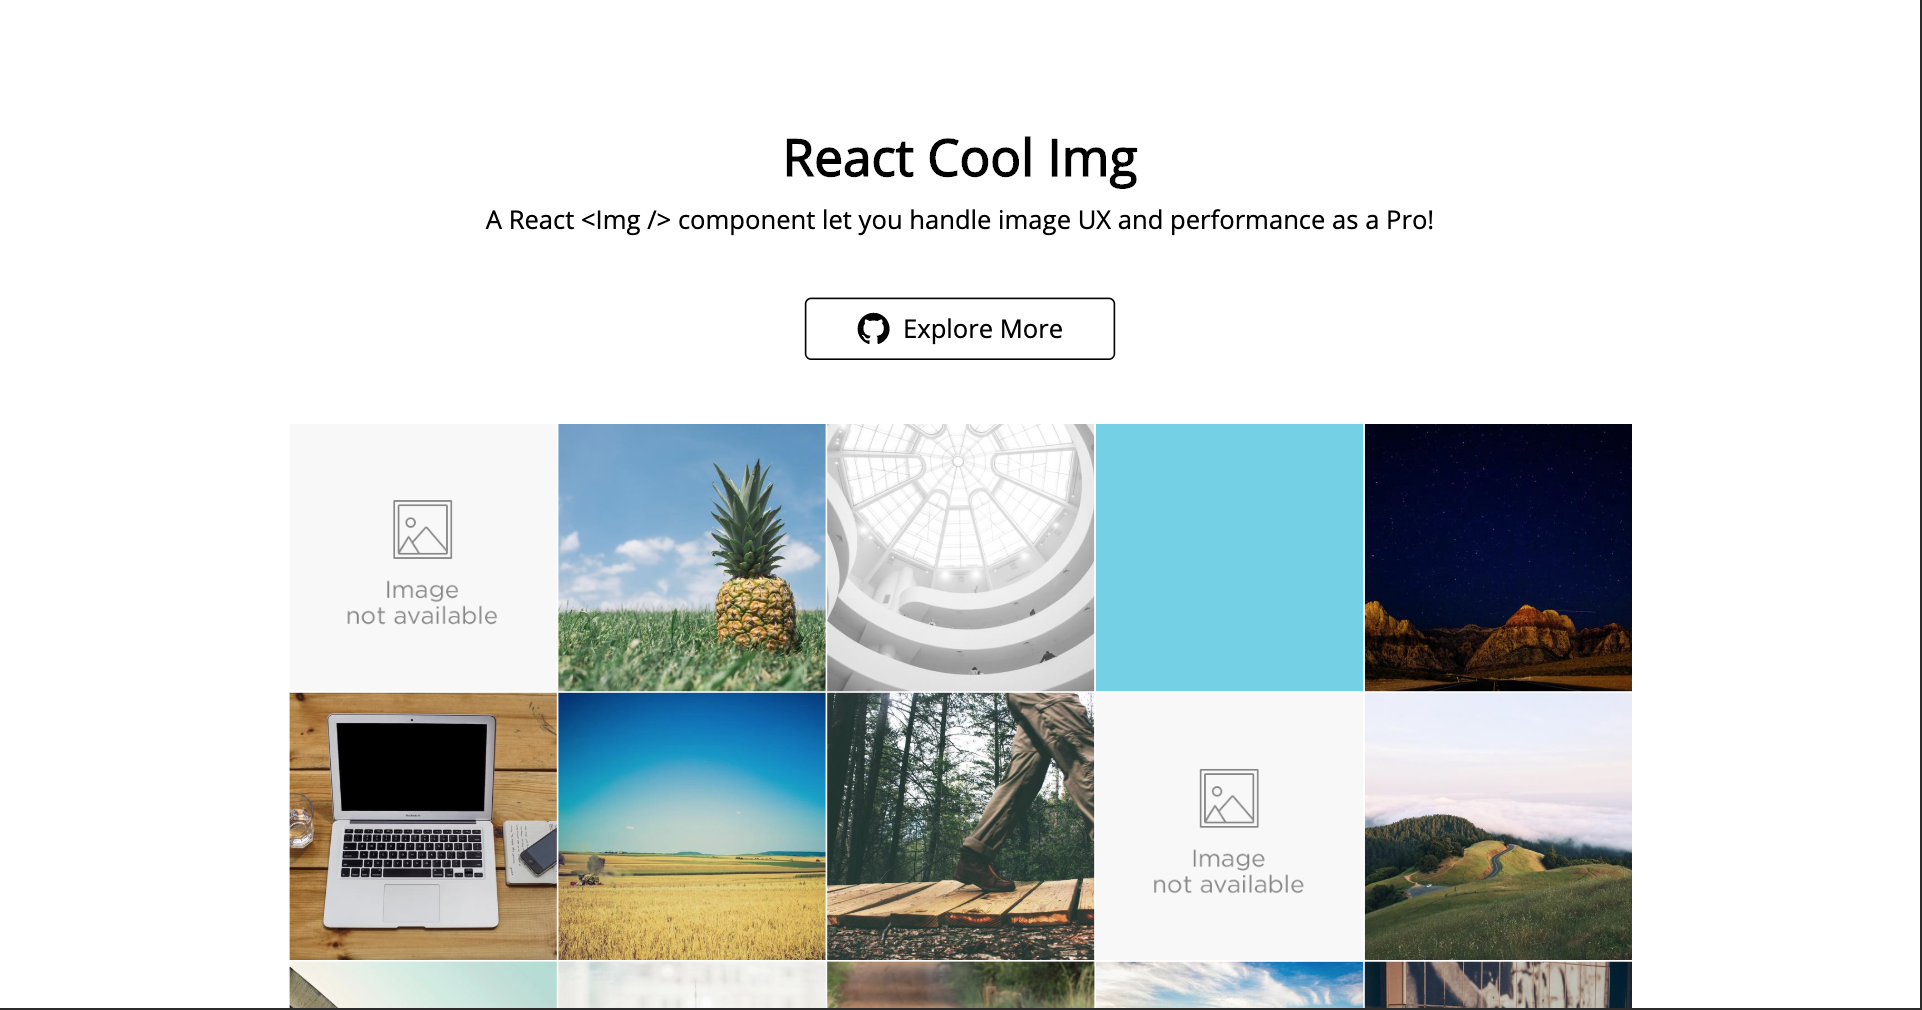 React Cool Img
A React <Img /> component let you handle image UX and performance as a Pro!
Explore More
Image
not available
Image
not available